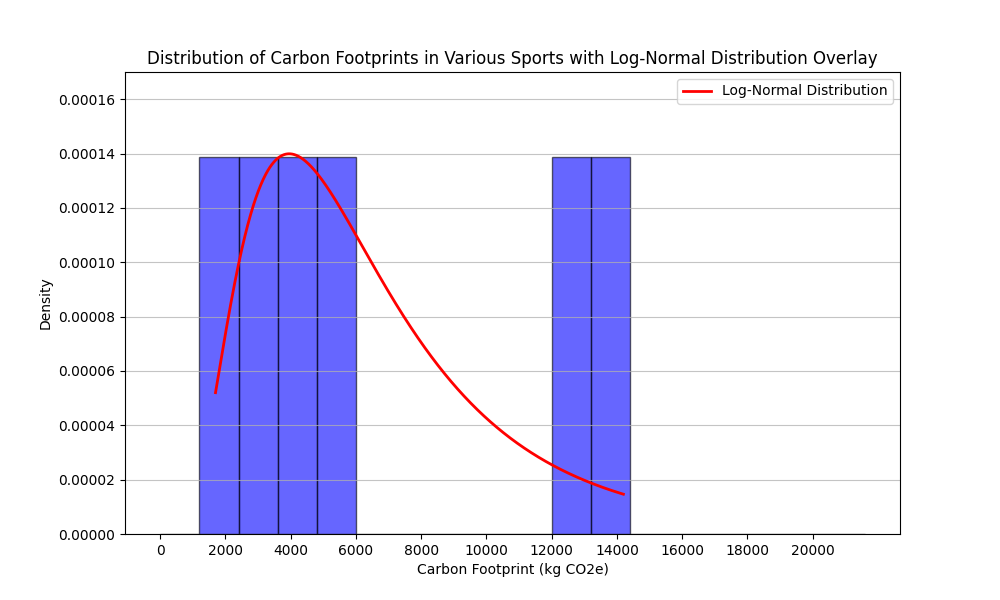 Distribution of Carbon Footprints in Various Sports with Log-Normal Distribution Overlay
Log-Normal Distribution
0.00016
0.00014
0.00012
0.00010
0.00008
0.00006
0.00004
0.00002
0.00000
Density
0 2000 4000 6000 8000 10000 12000 14000 16000 18000 20000
Carbon Footprint (kg CO2e)